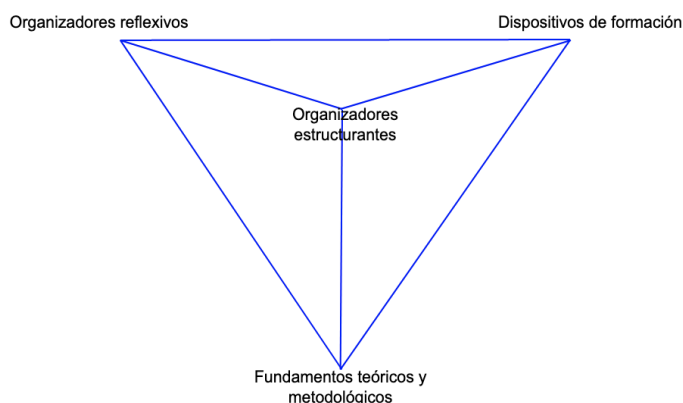 Organizadores reflexivos
Dispositivos de formación
Organizadores
estructurantes
Fundamentos teóricos y
metodológicos